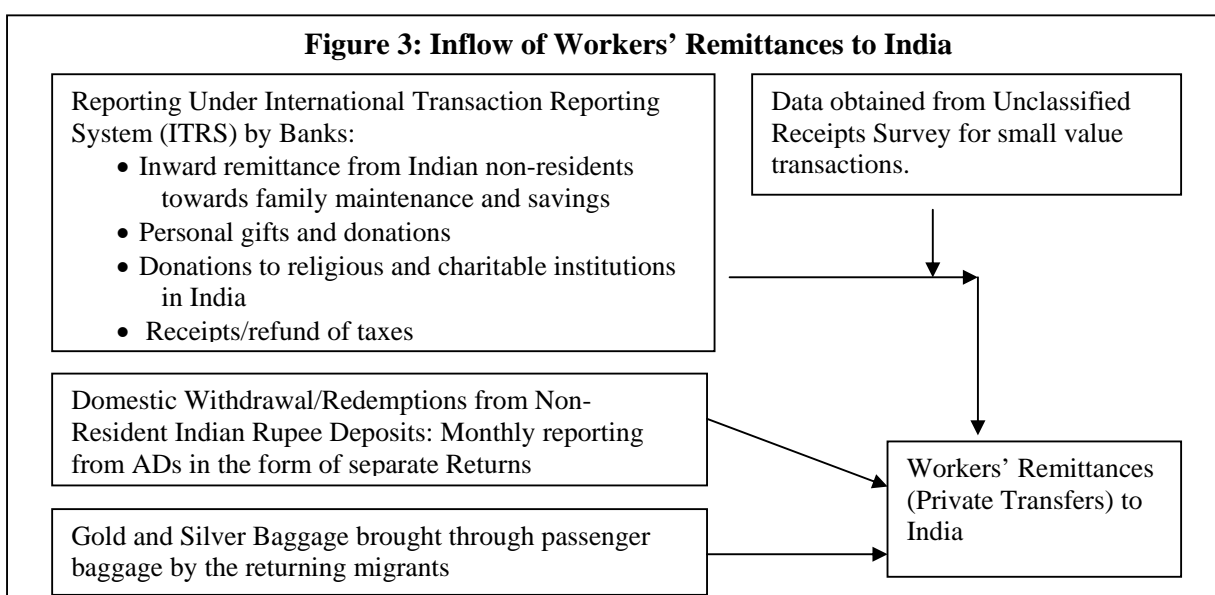 Figure 3: Inflow of Workers’ Remittances to India
Reporting Under International Transaction Reporting
System (ITRS) by Banks:
• Inward remittance from Indian non-residents
towards family maintenance and savings
• Personal gifts and donations
• Donations to religious and charitable institutions
in India
• Receipts/refund of taxes
Data obtained from Unclassified
Receipts Survey for small value
transactions.
Domestic Withdrawal/Redemptions from Non-
Resident Indian Rupee Deposits: Monthly reporting
from ADs in the form of separate Returns
Gold and Silver Baggage brought through passenger
baggage by the returning migrants
Workers’ Remittances
(Private Transfers) to
India